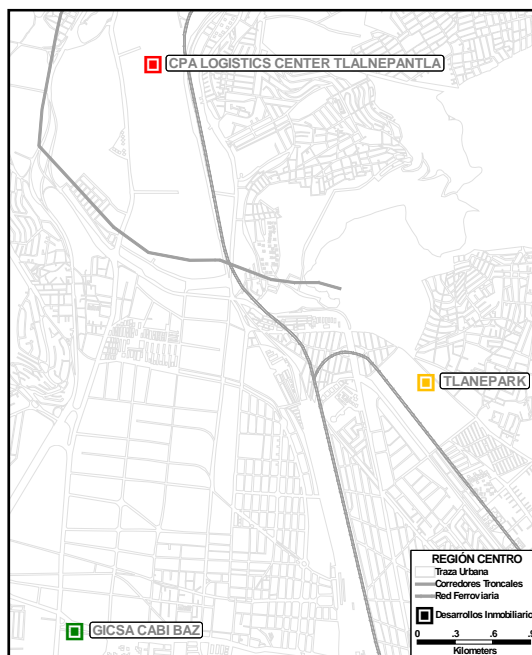 CPA LOGISTICS CENTER TLALNEPANTLA
TLANEPARK
GICSA CABI BAZ
REGIÓN CENTRO
Traza Urbana
Corredores Troncales
Red Ferroviaria
Desarrollos Inmobiliario
0 .3 .6 .
Kilometers